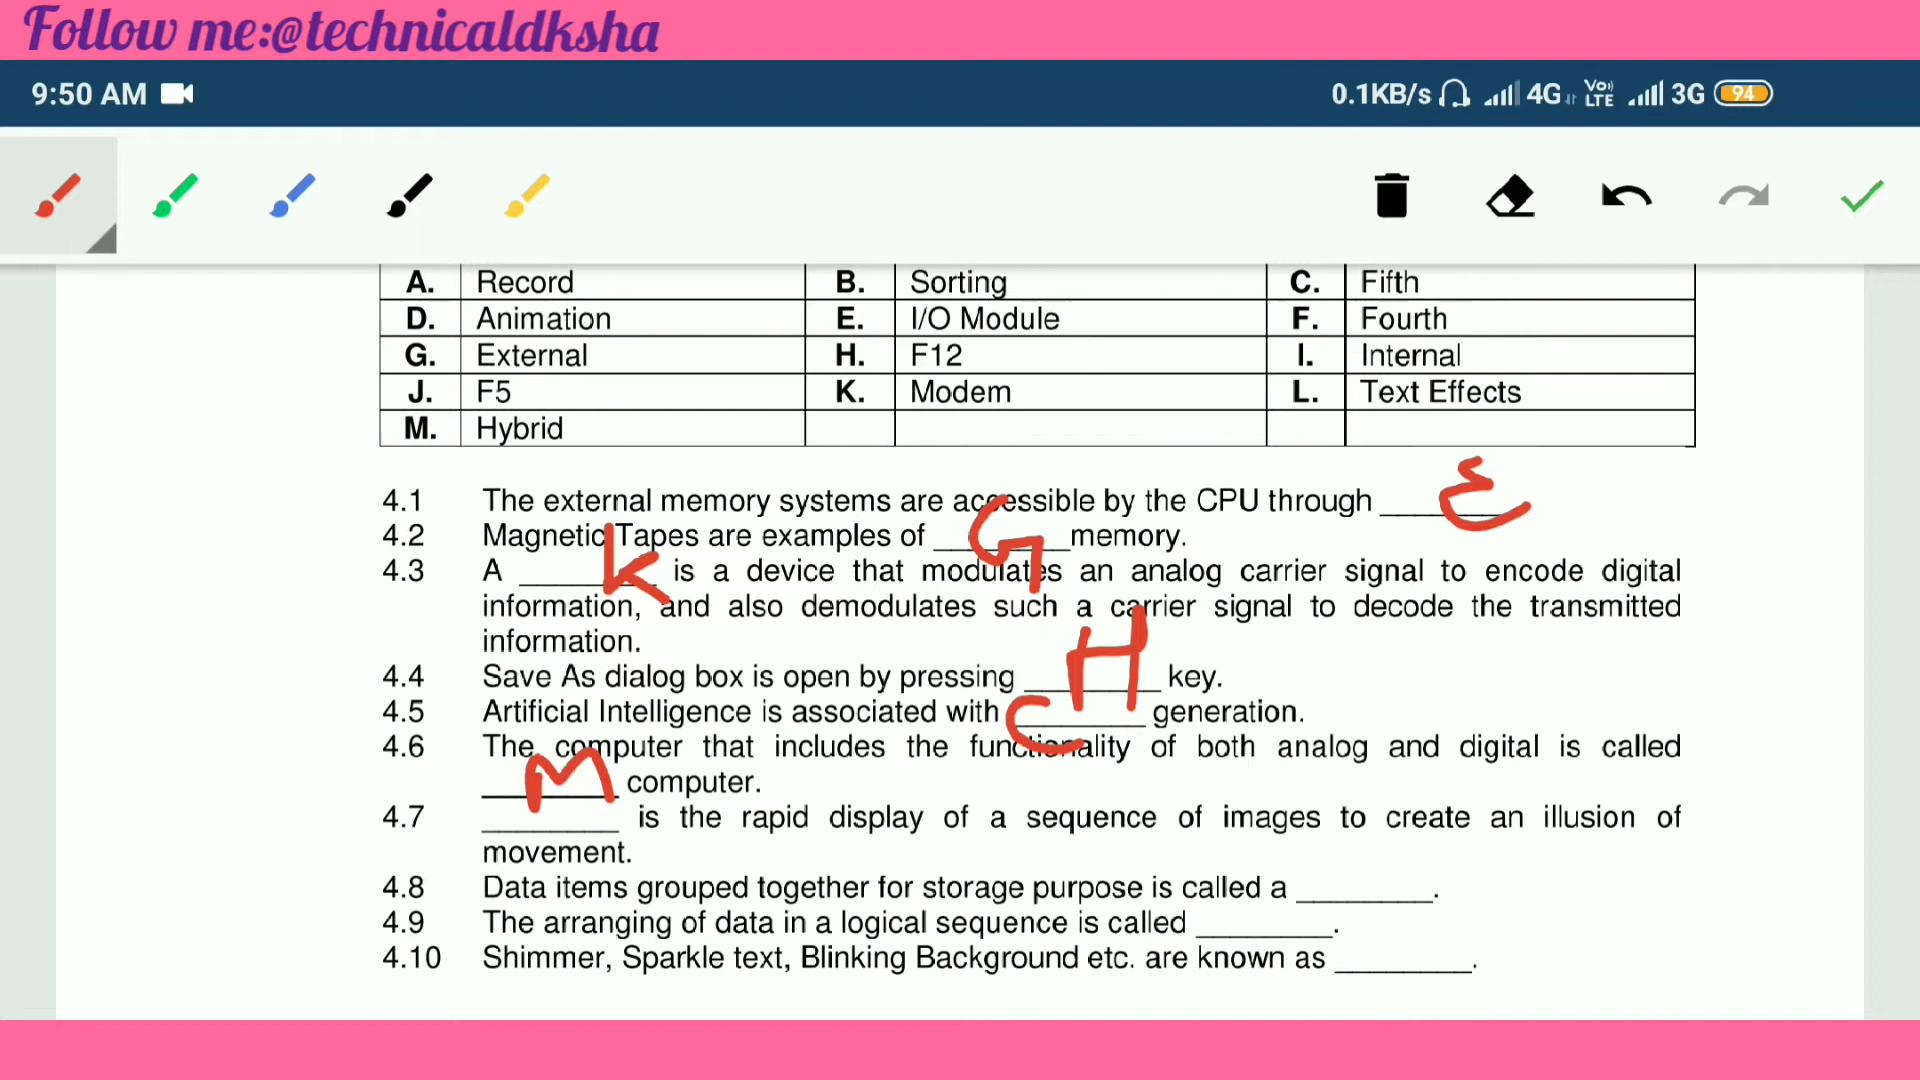 Follow me:@technicaldksha
9:50 AM 0.1KB/s 4G Vo) LTE 3G 94
A. Record B. Sorting C. Fifth
D. Animation E. I/O Module F. Fourth
G. External H. F12 I. Internal
J. F5 K. Modem L. Text Effects
M. Hybrid
4.1 The external memory systems are accessible by the CPU through ________ E
4.2 Magnetic Tapes are examples of ________ memory. G
4.3 A ________ is a device that modulates an analog carrier signal to encode digital K
information, and also demodulates such a carrier signal to decode the transmitted
information.
4.4 Save As dialog box is open by pressing ________ key. H
4.5 Artificial Intelligence is associated with ________ generation. C
4.6 The computer that includes the functionality of both analog and digital is called
________ computer. M
4.7 ________ is the rapid display of a sequence of images to create an illusion of
movement.
4.8 Data items grouped together for storage purpose is called a ________.
4.9 The arranging of data in a logical sequence is called ________.
4.10 Shimmer, Sparkle text, Blinking Background etc. are known as ________.